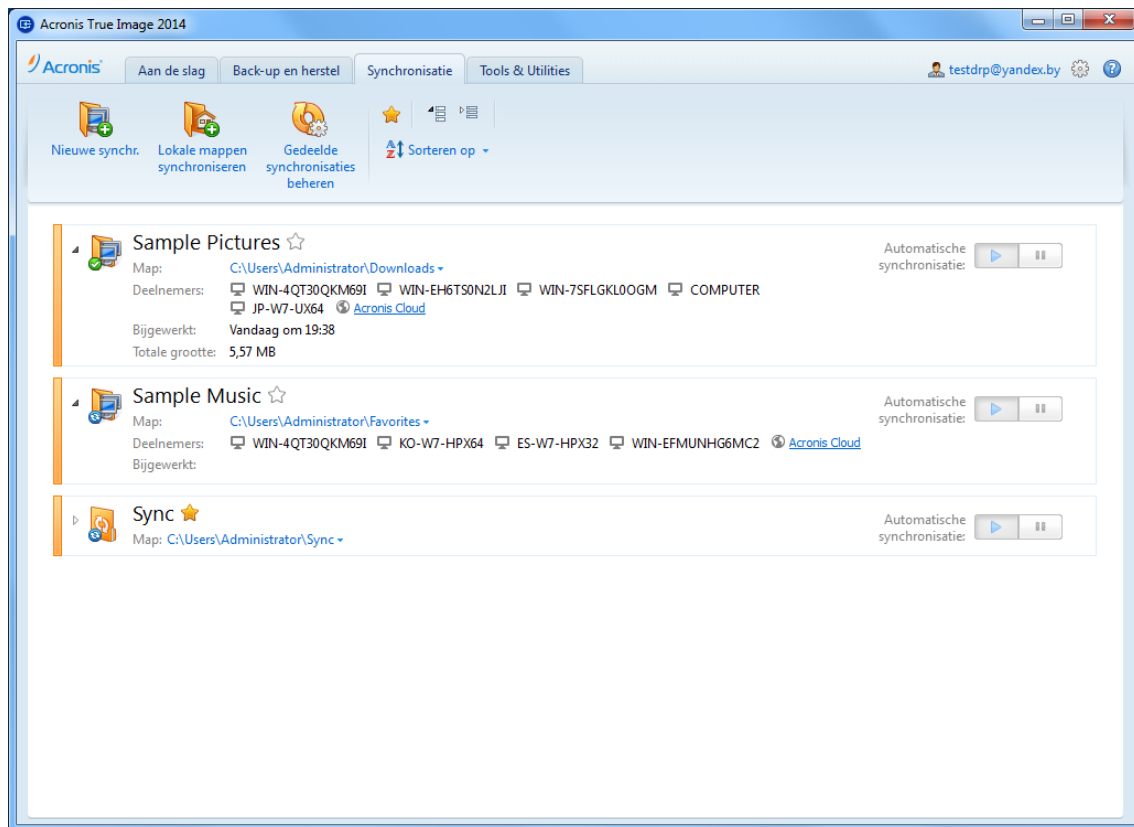 Acronis True Image 2014
Acronis
Aan de slag
Back-up en herstel
Synchronisatie
Tools & Utilities
testdrp@yandex.by
Nieuwe synchr.
Lokale mappen
synchroniseren
Gedeelde
synchronisaties
beheren
Sorteren op
Sample Pictures
Map: C:\Users\Administrator\Downloads
Deelnemers: WIN-4QT30QKM69I WIN-EH6TS0N2LJI WIN-7SFLGKL0OGM COMPUTER
JP-W7-UX64 Acronis Cloud
Bijgewerkt: Vandaag om 19:38
Totale grootte: 5,57 MB
Automatische
synchronisatie:
Sample Music
Map: C:\Users\Administrator\Favorites
Deelnemers: WIN-4QT30QKM69I KO-W7-HPX64 ES-W7-HPX32 WIN-EFMUNHG6MC2 Acronis Cloud
Bijgewerkt:
Automatische
synchronisatie:
Sync
Map: C:\Users\Administrator\Sync
Automatische
synchronisatie: